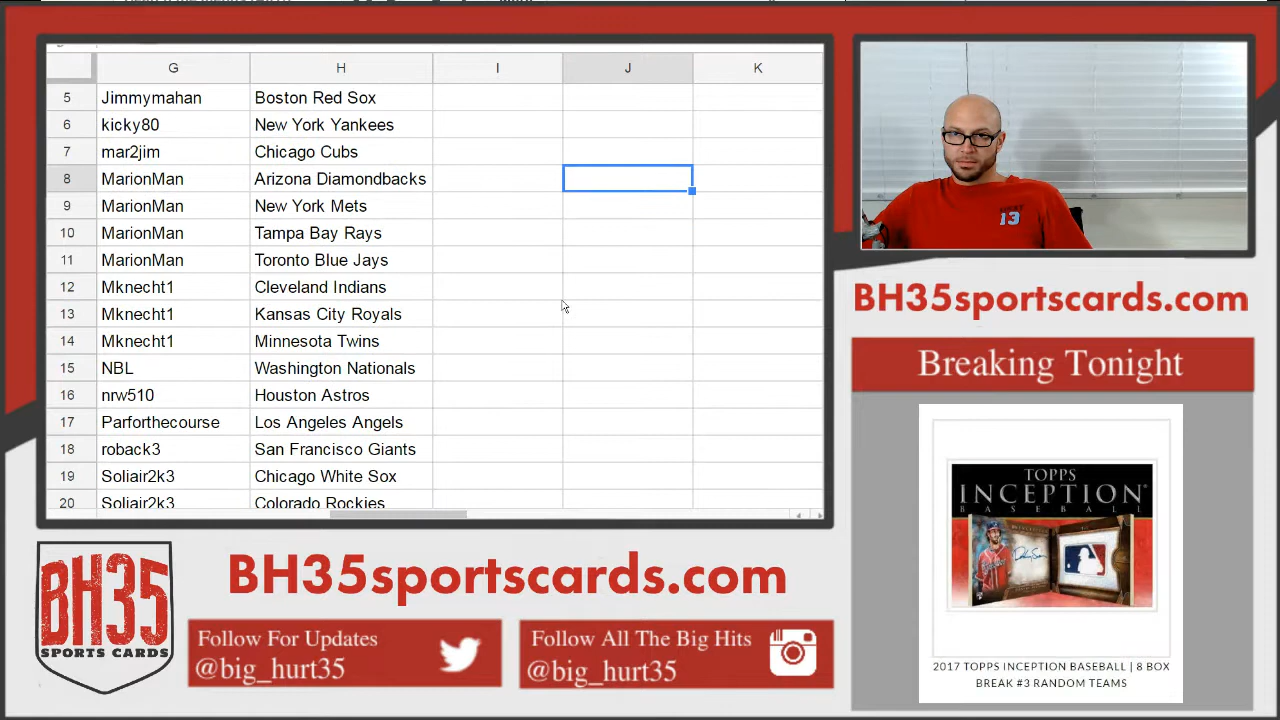 G H I J K
5 Jimmymahan Boston Red Sox
6 kicky80 New York Yankees
7 mar2jim Chicago Cubs
8 MarionMan Arizona Diamondbacks
9 MarionMan New York Mets
10 MarionMan Tampa Bay Rays
11 MarionMan Toronto Blue Jays
12 Mknecht1 Cleveland Indians
13 Mknecht1 Kansas City Royals
14 Mknecht1 Minnesota Twins
15 NBL Washington Nationals
16 nrw510 Houston Astros
17 Parforthecourse Los Angeles Angels
18 roback3 San Francisco Giants
19 Soliair2k3 Chicago White Sox
20 Soliair2k3 Colorado Rockies
13
BH35sportscards.com
Breaking Tonight
TOPPS
INCEPTION
BASEBALL
2017 TOPPS INCEPTION BASEBALL | 8 BOX
BREAK #3 RANDOM TEAMS
BH35
SPORTS CARDS
BH35sportscards.com
Follow For Updates
@big_hurt35
Follow All The Big Hits
@big_hurt35